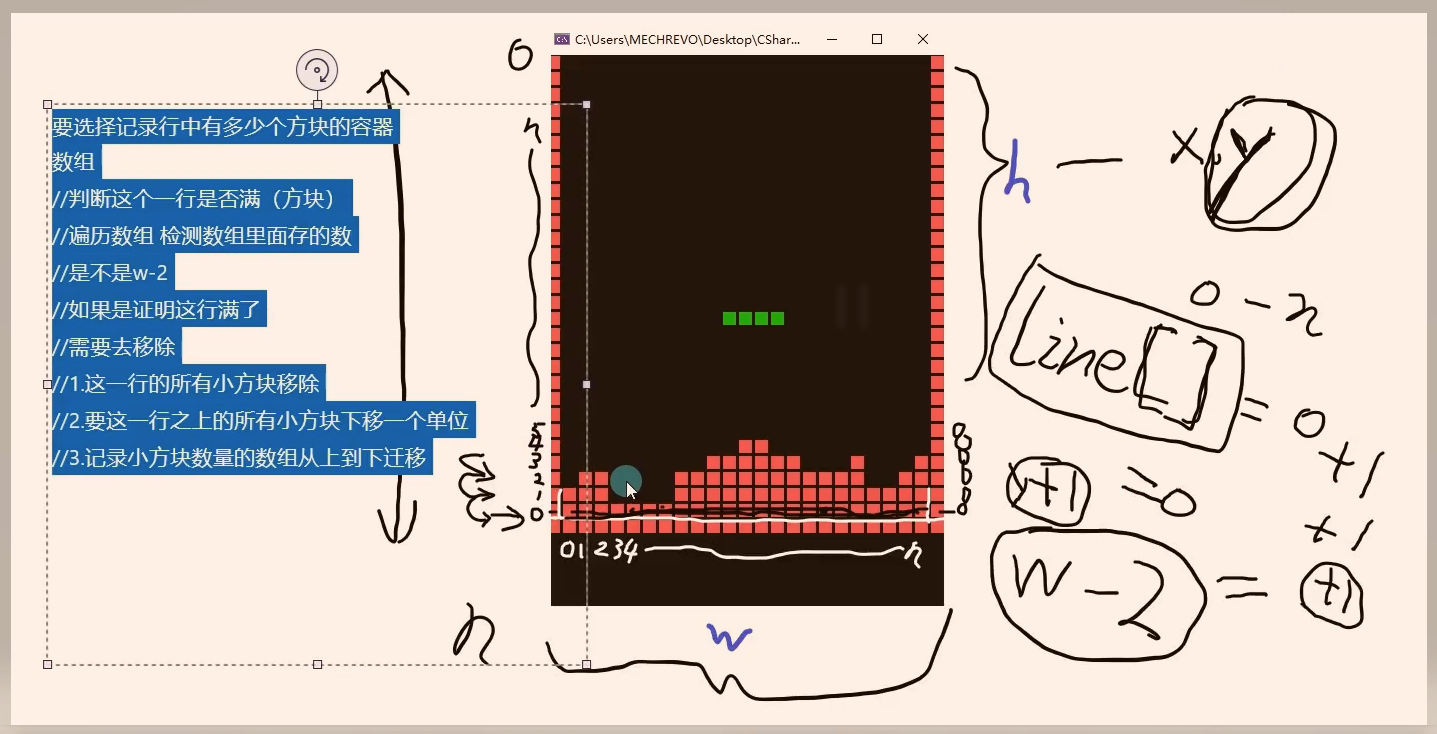 C:\Users\MECHREVO\Desktop\CShar...
要选择记录行中有多少个方块的容器
数组
//判断这个一行是否满（方块）
//遍历数组 检测数组里面存的数
//是不是w-2
//如果是证明这行满了
//需要去移除
//1.这一行的所有小方块移除
//2.要这一行之上的所有小方块下移一个单位
//3.记录小方块数量的数组从上到下迁移
0
n
5
4
3
2
1
0
01234
n
n
w
h
x, y
0-n
line[] = 0
+1
+1 = 0
+1
w-2 = +1